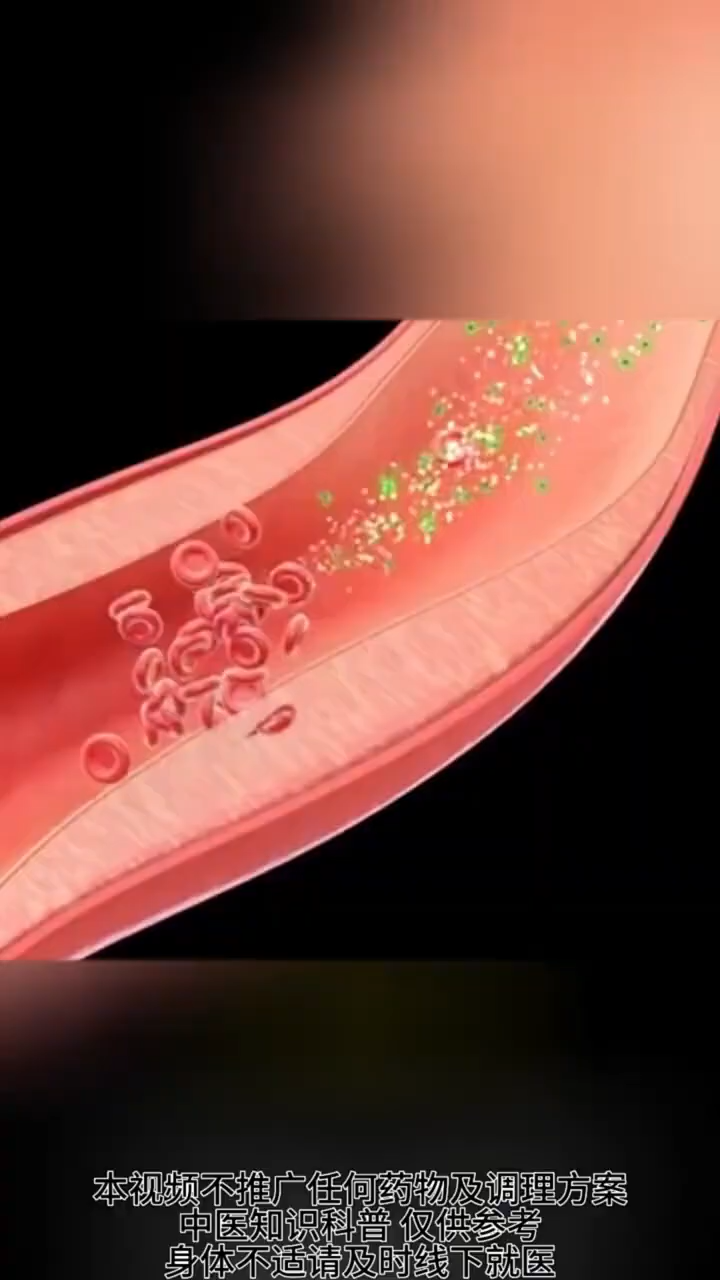 本视频不推广任何药物及调理方案
中医知识科普 仅供参考
身体不适请及时线下就医